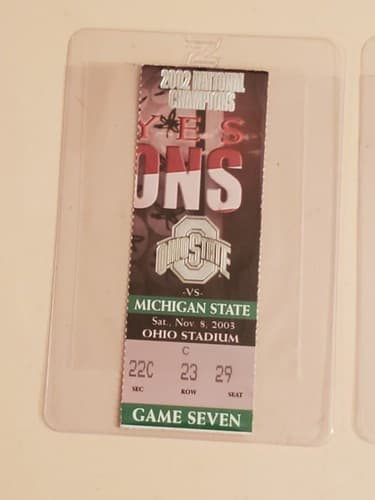 2002 NATIONAL
CHAMPIONS
YES
ONS
OHIO STATE
-VS-
MICHIGAN STATE
Sat., Nov. 8, 2003
OHIO STADIUM
C
22C 23 29
SEC ROW SEAT
GAME SEVEN